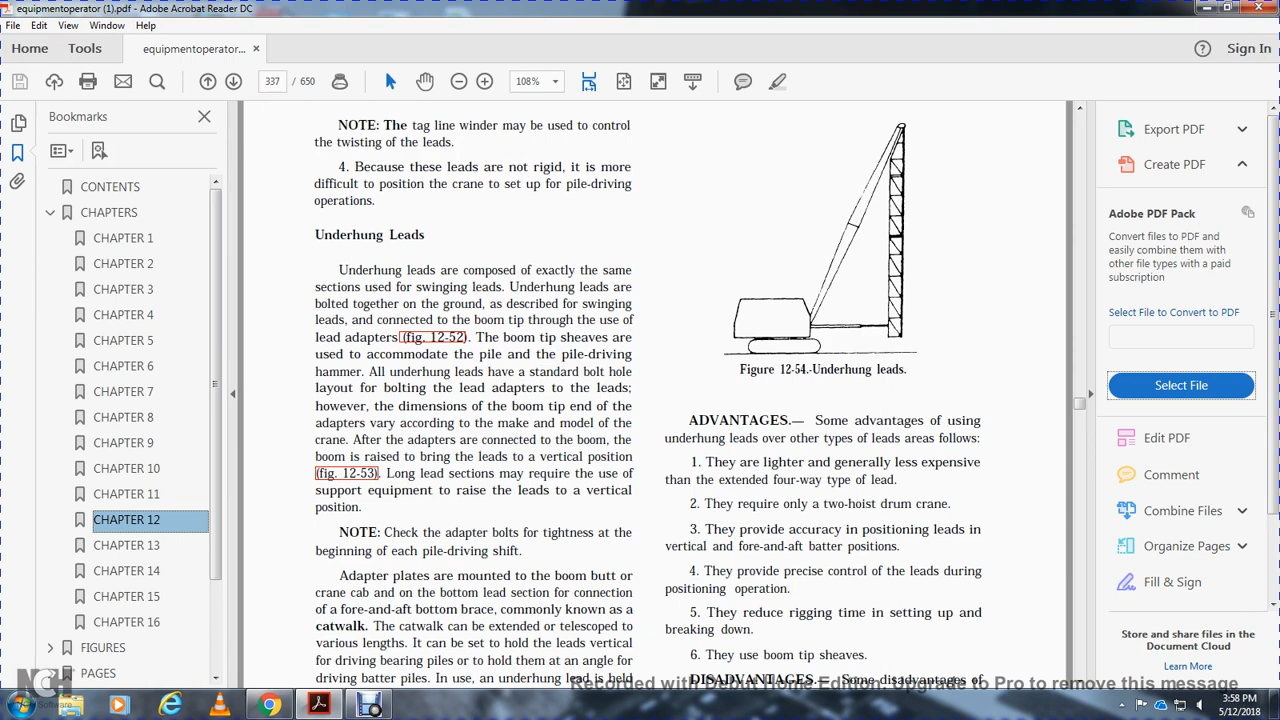 equipmentoperator (1).pdf - Adobe Acrobat Reader DC
File Edit View Window Help
Home Tools equipmentoperator... ×
Sign In
337 / 650 108%
Bookmarks
CONTENTS
CHAPTERS
CHAPTER 1
CHAPTER 2
CHAPTER 3
CHAPTER 4
CHAPTER 5
CHAPTER 6
CHAPTER 7
CHAPTER 8
CHAPTER 9
CHAPTER 10
CHAPTER 11
CHAPTER 12
CHAPTER 13
CHAPTER 14
CHAPTER 15
CHAPTER 16
FIGURES
PAGES
NOTE: The tag line winder may be used to control
the twisting of the leads.
4. Because these leads are not rigid, it is more
difficult to position the crane to set up for pile-driving
operations.
Underhung Leads
Underhung leads are composed of exactly the same
sections used for swinging leads. Underhung leads are
bolted together on the ground, as described for swinging
leads, and connected to the boom tip through the use of
lead adapters (fig. 12-52). The boom tip sheaves are
used to accommodate the pile and the pile-driving
hammer. All underhung leads have a standard bolt hole
layout for bolting the lead adapters to the leads;
however, the dimensions of the boom tip end of the
adapters vary according to the make and model of the
crane. After the adapters are connected to the boom, the
boom is raised to bring the leads to a vertical position
(fig. 12-53). Long lead sections may require the use of
support equipment to raise the leads to a vertical
position.
NOTE: Check the adapter bolts for tightness at the
beginning of each pile-driving shift.
Adapter plates are mounted to the boom butt or
crane cab and on the bottom lead section for connection
of a fore-and-aft bottom brace, commonly known as a
catwalk. The catwalk can be extended or telescoped to
various lengths. It can be set to hold the leads vertical
for driving bearing piles or to hold them at an angle for
driving batter piles. In use, an underhung lead is held
Figure 12-54.-Underhung leads.
ADVANTAGES.— Some advantages of using
underhung leads over other types of leads areas follows:
1. They are lighter and generally less expensive
than the extended four-way type of lead.
2. They require only a two-hoist drum crane.
3. They provide accuracy in positioning leads in
vertical and fore-and-aft batter positions.
4. They provide precise control of the leads during
positioning operation.
5. They reduce rigging time in setting up and
breaking down.
6. They use boom tip sheaves.
DISADVANTAGES.— Some disadvantages of
Export PDF
Create PDF
Adobe PDF Pack
Convert files to PDF and
easily combine them with
other file types with a paid
subscription
Select File to Convert to PDF
Select File
Edit PDF
Comment
Combine Files
Organize Pages
Fill & Sign
Store and share files in the
Document Cloud
Learn More
NCH
Software
Home Edition. Upgrade to Pro to remove this message
3:58 PM
5/12/2018